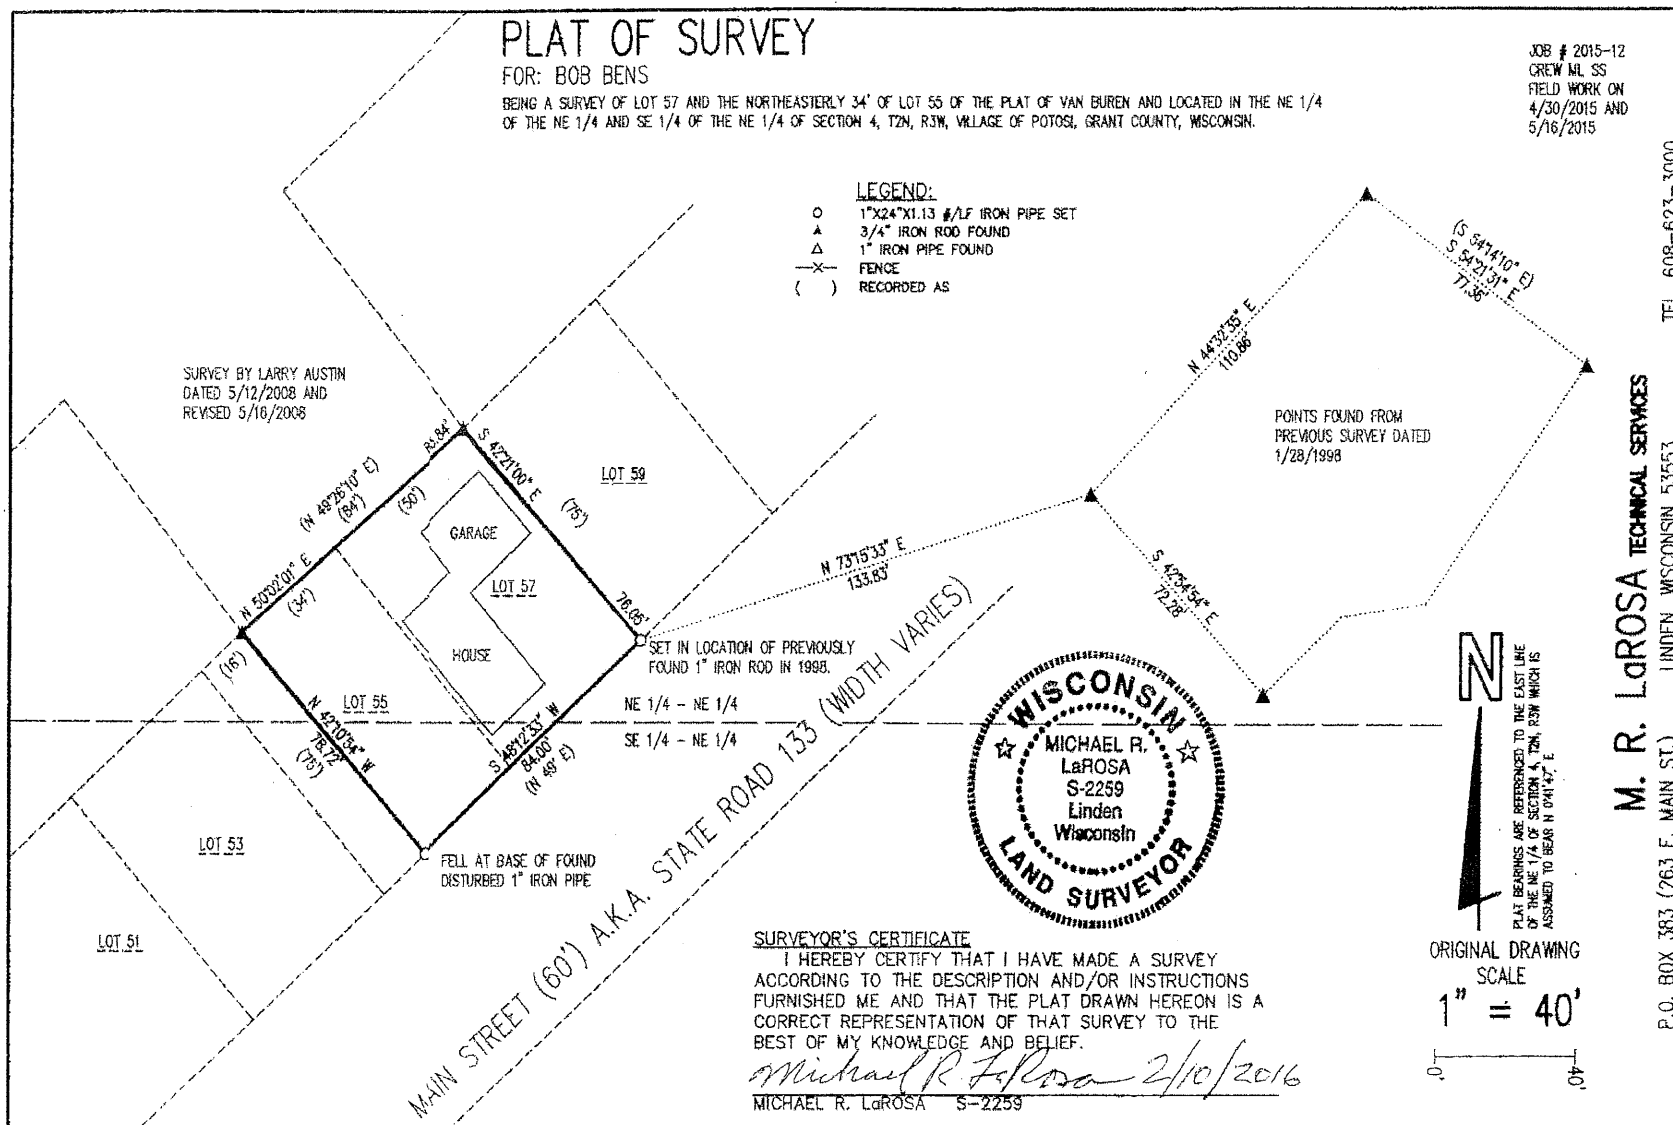 PLAT OF SURVEY
FOR: BOB BENS
BEING A SURVEY OF LOT 57 AND THE NORTHEASTERLY 34' OF LOT 55 OF THE PLAT OF VAN BUREN AND LOCATED IN THE NE 1/4
OF THE NE 1/4 AND SE 1/4 OF THE NE 1/4 OF SECTION 4, T2N, R3W, VILLAGE OF POTOSI, GRANT COUNTY, WISCONSIN.
JOB # 2015-12
CREW ML SS
FIELD WORK ON
4/30/2015 AND
5/16/2015
LEGEND:
1"X24"X1.13 #/LF IRON PIPE SET
3/4" IRON ROD FOUND
1" IRON PIPE FOUND
—X— FENCE
( ) RECORDED AS
SURVEY BY LARRY AUSTIN
DATED 5/12/2008 AND
REVISED 5/16/2008
(S 54°14'10" E)
S 54°21'31" E
77.36'
N 44°32'35" E
110.86'
POINTS FOUND FROM
PREVIOUS SURVEY DATED
1/28/1998
S 42°54'54" E
72.28'
N 73°15'33" E
133.83'
LOT 59
83.84'
S 42°21'00" E
(75')
76.06'
(N 49°26'10" E)
(84')
(50')
N 50°02'01" E
(34')
(16')
GARAGE
LOT 57
HOUSE
LOT 55
N 42°10'54" W
78.72'
(75')
S 48°12'33" W
84.00'
(N 49° E)
SET IN LOCATION OF PREVIOUSLY
FOUND 1" IRON ROD IN 1998.
NE 1/4 - NE 1/4
SE 1/4 - NE 1/4
LOT 53
LOT 51
FELL AT BASE OF FOUND
DISTURBED 1" IRON PIPE
MAIN STREET (60') A.K.A. STATE ROAD 133 (WIDTH VARIES)
WISCONSIN
MICHAEL R.
LaROSA
S-2259
Linden
Wisconsin
LAND SURVEYOR
SURVEYOR'S CERTIFICATE
I HEREBY CERTIFY THAT I HAVE MADE A SURVEY
ACCORDING TO THE DESCRIPTION AND/OR INSTRUCTIONS
FURNISHED ME AND THAT THE PLAT DRAWN HEREON IS A
CORRECT REPRESENTATION OF THAT SURVEY TO THE
BEST OF MY KNOWLEDGE AND BELIEF.
Michael R. LaRosa 2/10/2016
MICHAEL R. LaROSA S-2259
N
PLAT BEARINGS ARE REFERENCED TO THE EAST LINE
OF THE NE 1/4 OF SECTION 4, T2N, R3W WHICH IS
ASSUMED TO BEAR N 0°41'47" E
ORIGINAL DRAWING
SCALE
1" = 40'
0'
40'
M. R. LaROSA TECHNICAL SERVICES
P.O. BOX 383 (263 E. MAIN ST.) LINDEN, WISCONSIN 53553 TEL. 608-623-3000